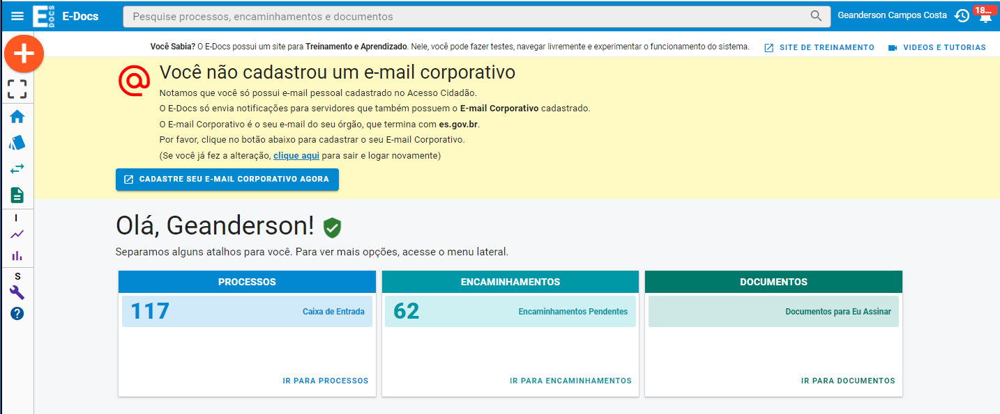 E DOCS E-Docs Pesquise processos, encaminhamentos e documentos Geanderson Campos Costa 18...
Você Sabia? O E-Docs possui um site para Treinamento e Aprendizado. Nele, você pode fazer testes, navegar livremente e experimentar o funcionamento do sistema. SITE DE TREINAMENTO VIDEOS E TUTORIAS
Você não cadastrou um e-mail corporativo
Notamos que você só possui e-mail pessoal cadastrado no Acesso Cidadão.
O E-Docs só envia notificações para servidores que também possuem o E-mail Corporativo cadastrado.
O E-mail Corporativo é o seu e-mail do seu órgão, que termina com es.gov.br.
Por favor, clique no botão abaixo para cadastrar o seu E-mail Corporativo.
(Se você já fez a alteração, clique aqui para sair e logar novamente)
CADASTRE SEU E-MAIL CORPORATIVO AGORA
I
S
Olá, Geanderson!
Separamos alguns atalhos para você. Para ver mais opções, acesse o menu lateral.
PROCESSOS ENCAMINHAMENTOS DOCUMENTOS
117 Caixa de Entrada 62 Encaminhamentos Pendentes Documentos para Eu Assinar
IR PARA PROCESSOS IR PARA ENCAMINHAMENTOS IR PARA DOCUMENTOS